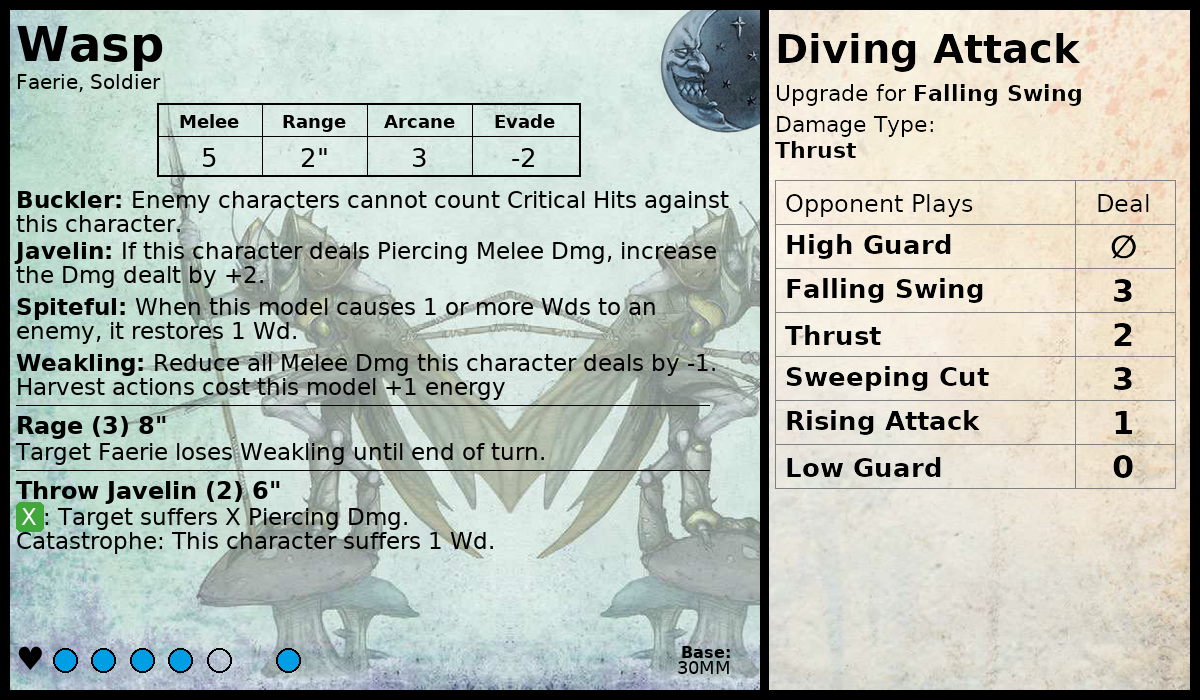 Wasp
Faerie, Soldier
Melee Range Arcane Evade
5 2" 3 -2
Buckler: Enemy characters cannot count Critical Hits against
this character.
Javelin: If this character deals Piercing Melee Dmg, increase
the Dmg dealt by +2.
Spiteful: When this model causes 1 or more Wds to an
enemy, it restores 1 Wd.
Weakling: Reduce all Melee Dmg this character deals by -1.
Harvest actions cost this model +1 energy
Rage (3) 8"
Target Faerie loses Weakling until end of turn.
Throw Javelin (2) 6"
X: Target suffers X Piercing Dmg.
Catastrophe: This character suffers 1 Wd.
Base:
30MM
Diving Attack
Upgrade for Falling Swing
Damage Type:
Thrust
Opponent Plays Deal
High Guard ∅
Falling Swing 3
Thrust 2
Sweeping Cut 3
Rising Attack 1
Low Guard 0